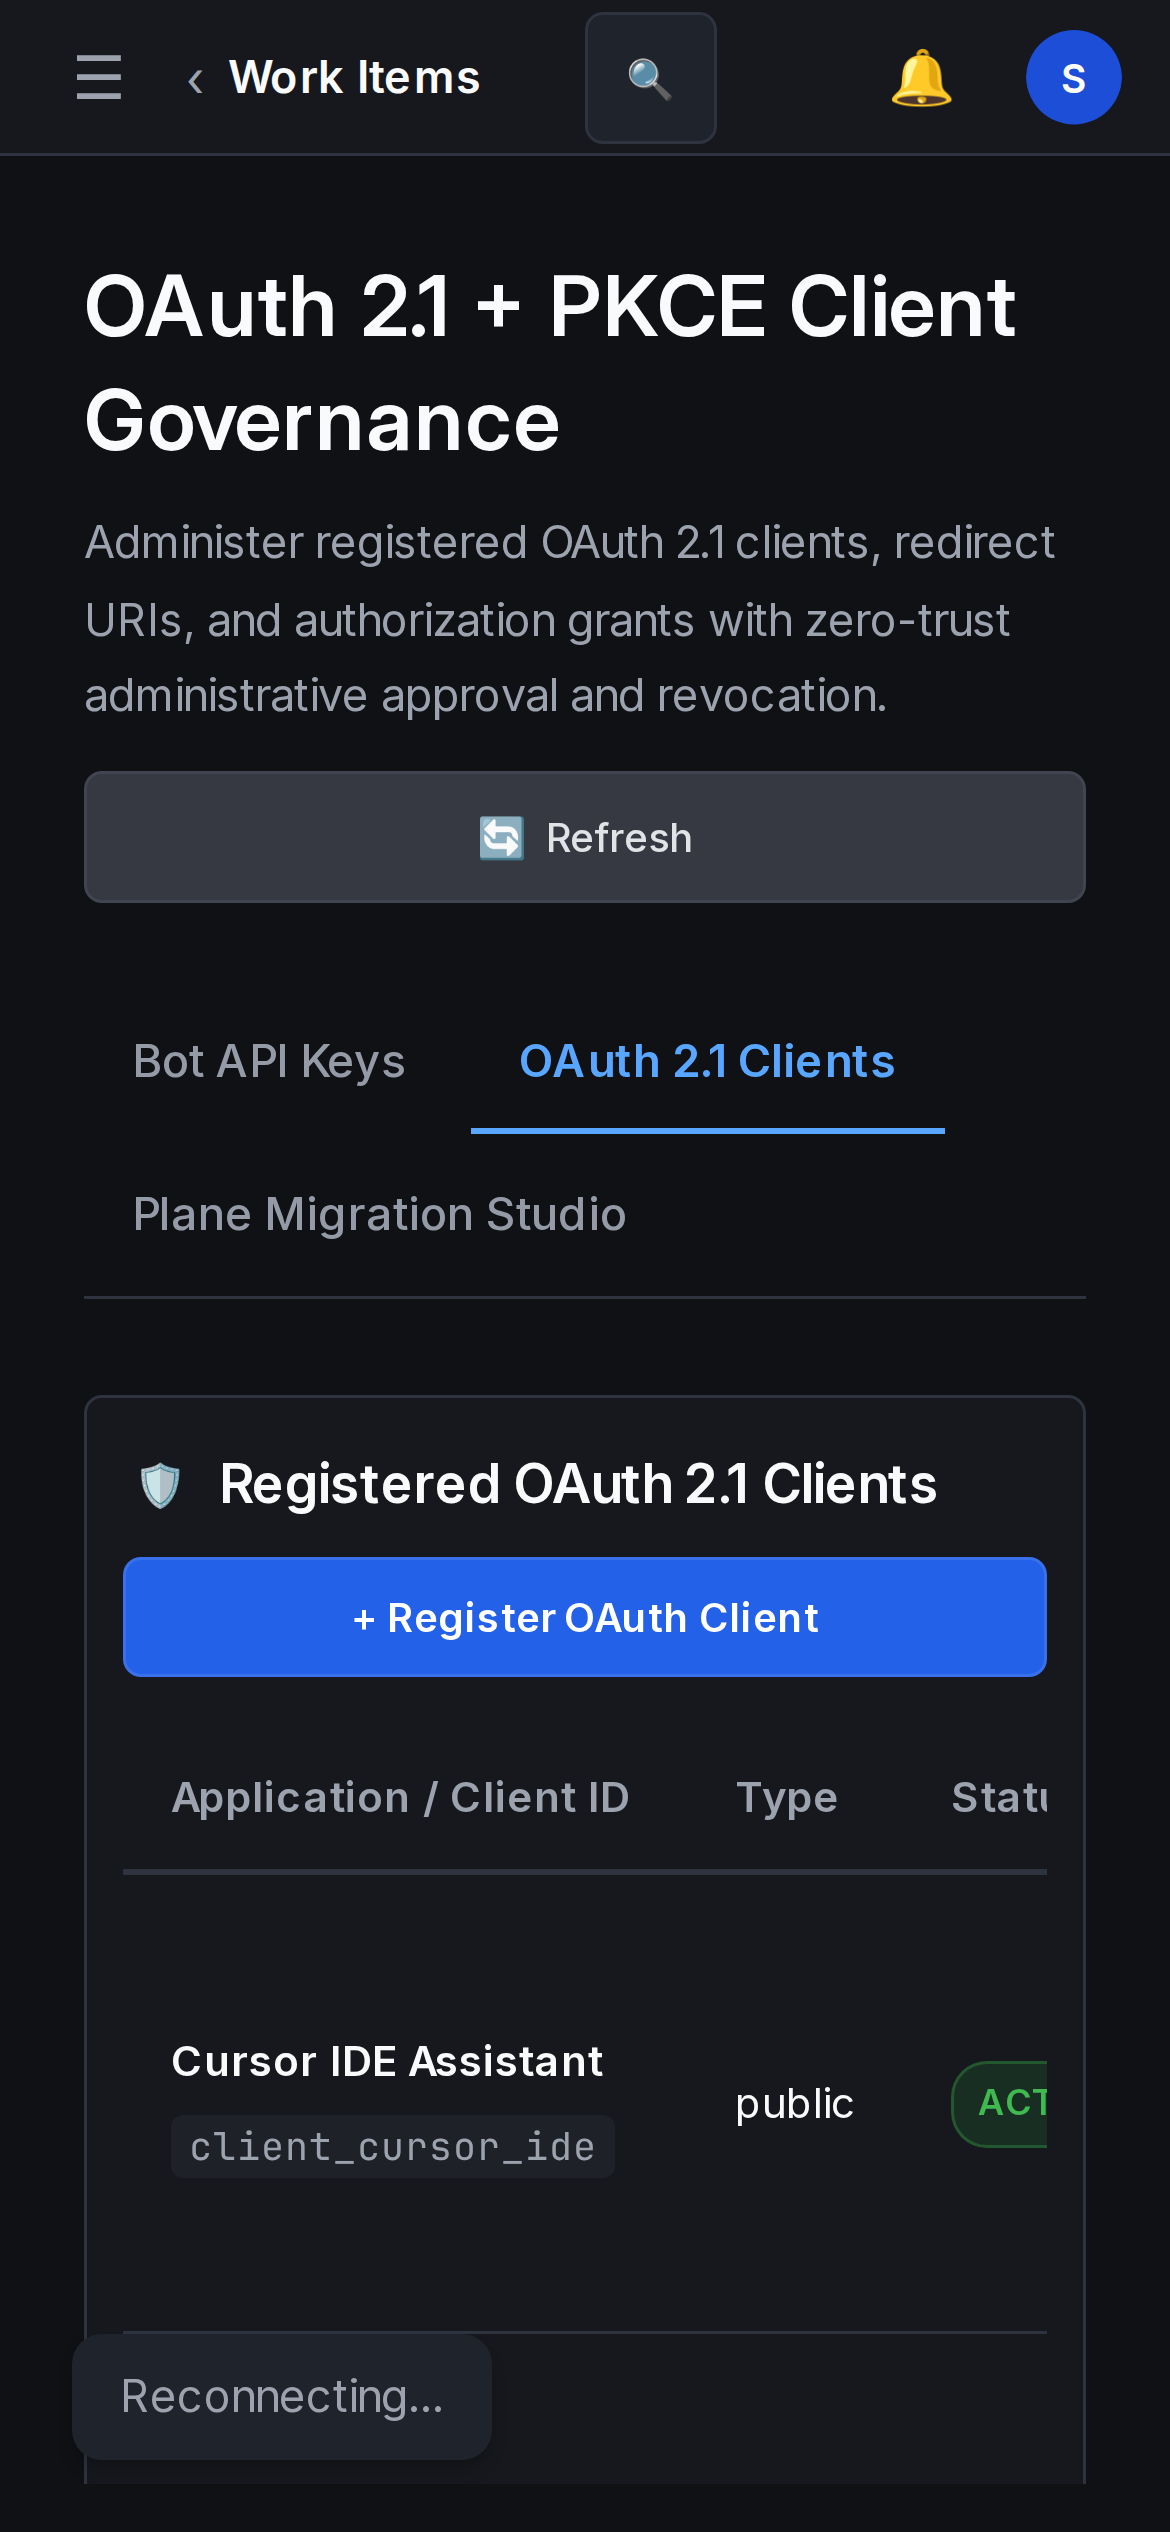 ‹ Work Items
S
OAuth 2.1 + PKCE Client
Governance
Administer registered OAuth 2.1 clients, redirect
URIs, and authorization grants with zero-trust
administrative approval and revocation.
Refresh
Bot API Keys
OAuth 2.1 Clients
Plane Migration Studio
Registered OAuth 2.1 Clients
+ Register OAuth Client
Application / Client ID
Type
Statu
Cursor IDE Assistant
client_cursor_ide
public
ACT
Reconnecting...